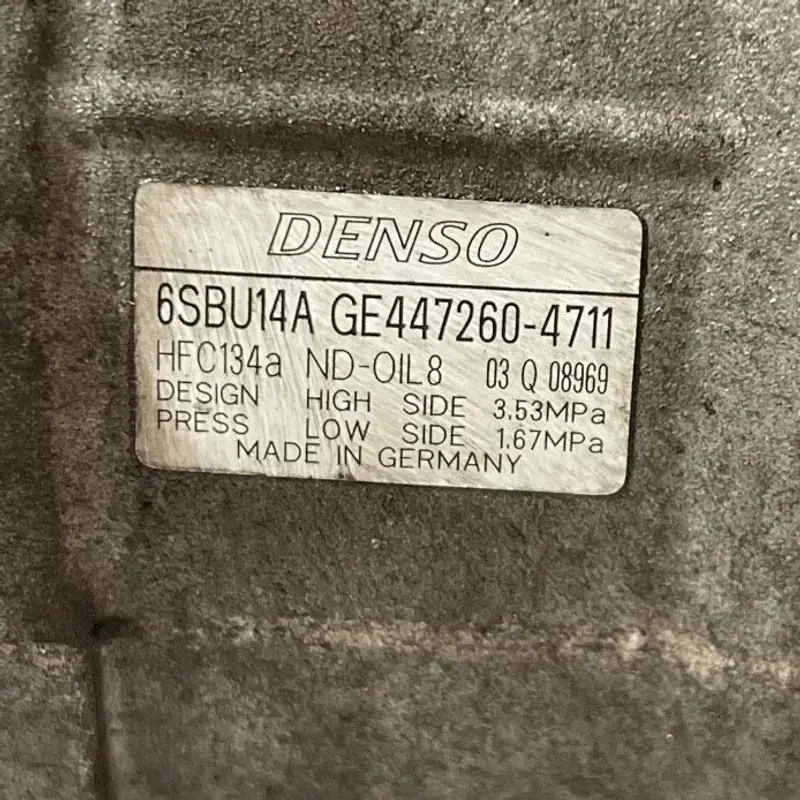 DENSO
6SBU14A GE447260-4711
HFC134a ND-OIL8 03 Q 08969
DESIGN HIGH SIDE 3.53MPa
PRESS LOW SIDE 1.67MPa
MADE IN GERMANY